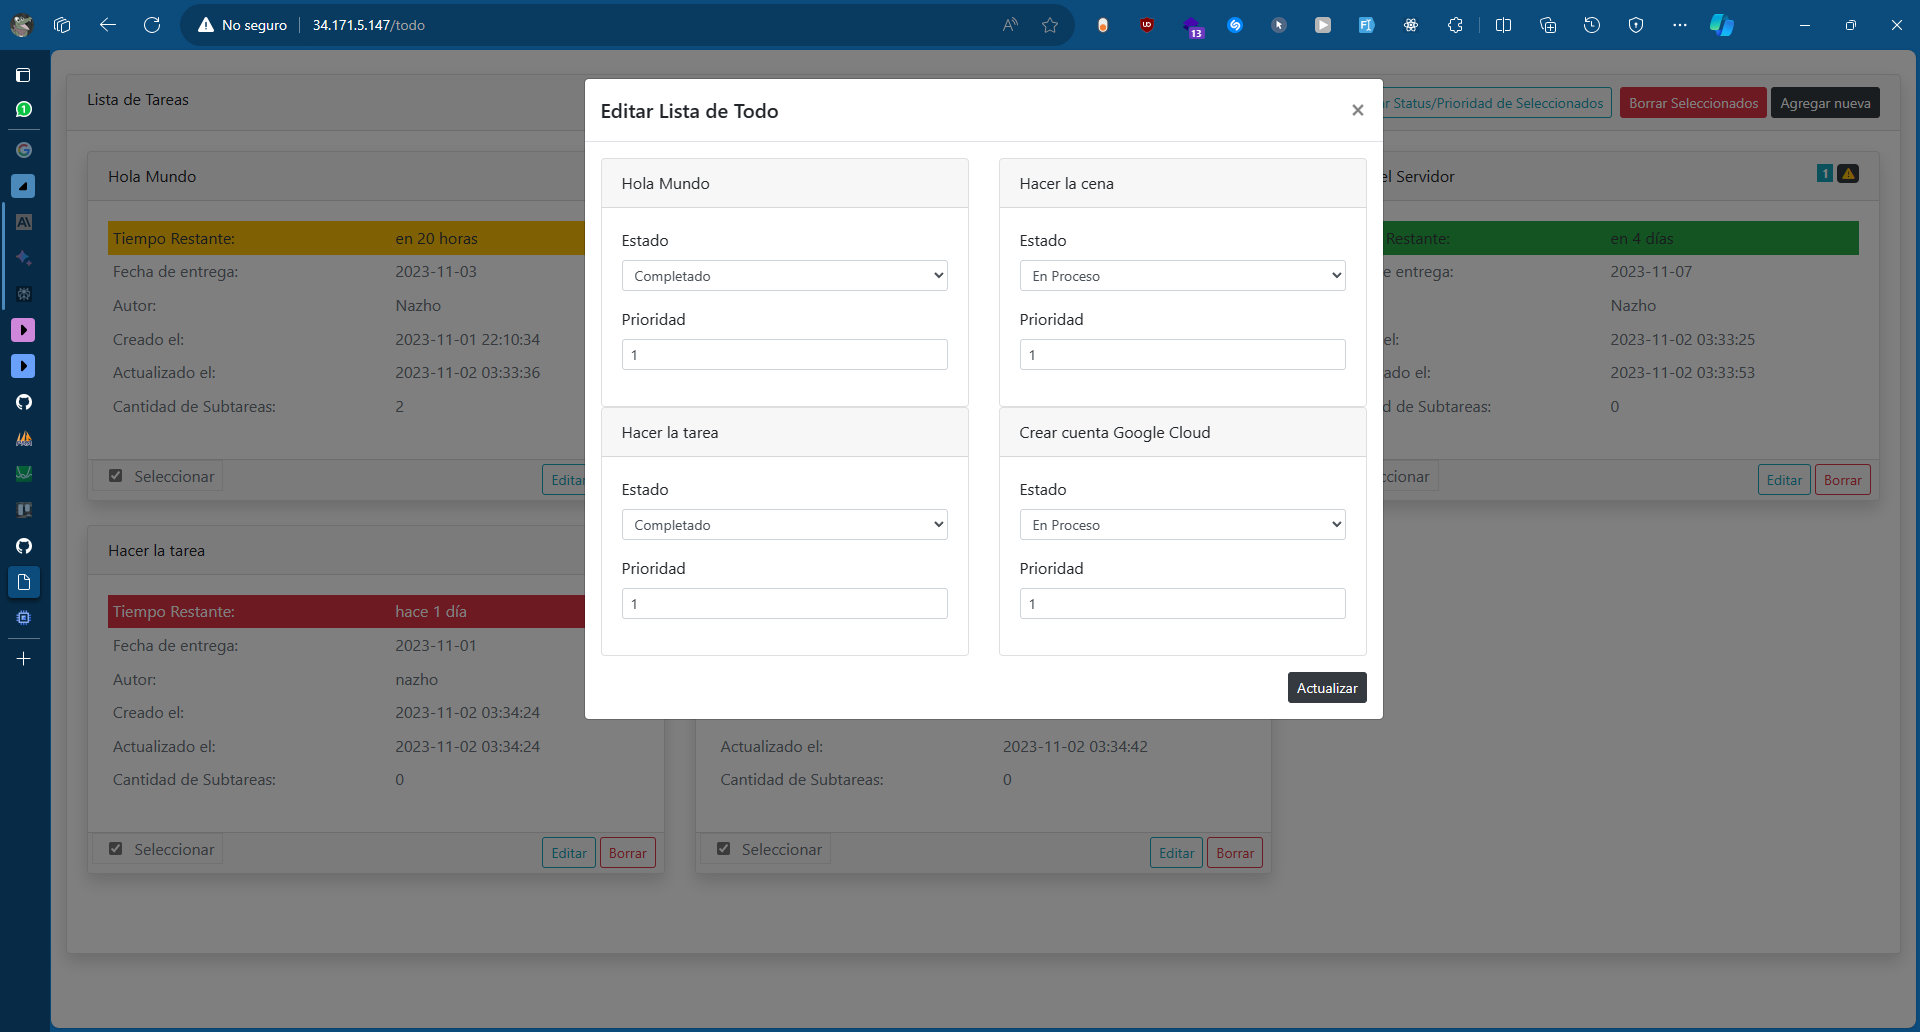 No seguro
34.171.5.147/todo
13
1
Lista de Tareas
Status/Prioridad de Seleccionados
Borrar Seleccionados
Agregar nueva
Hola Mundo
Tiempo Restante: en 20 horas
Fecha de entrega: 2023-11-03
Autor: Nazho
Creado el: 2023-11-01 22:10:34
Actualizado el: 2023-11-02 03:33:36
Cantidad de Subtareas: 2
Seleccionar
Editar
Editar Lista de Todo
×
Hola Mundo
Estado
Completado
Prioridad
1
Hacer la cena
Estado
En Proceso
Prioridad
1
Hacer la tarea
Estado
Completado
Prioridad
1
Crear cuenta Google Cloud
Estado
En Proceso
Prioridad
1
Actualizar
el Servidor
1
Restante: en 4 días
e entrega: 2023-11-07
Nazho
el: 2023-11-02 03:33:25
ado el: 2023-11-02 03:33:53
d de Subtareas: 0
ccionar
Editar
Borrar
Hacer la tarea
Tiempo Restante: hace 1 día
Fecha de entrega: 2023-11-01
Autor: nazho
Creado el: 2023-11-02 03:34:24
Actualizado el: 2023-11-02 03:34:24
Cantidad de Subtareas: 0
Seleccionar
Editar
Borrar
Actualizado el: 2023-11-02 03:34:42
Cantidad de Subtareas: 0
Seleccionar
Editar
Borrar